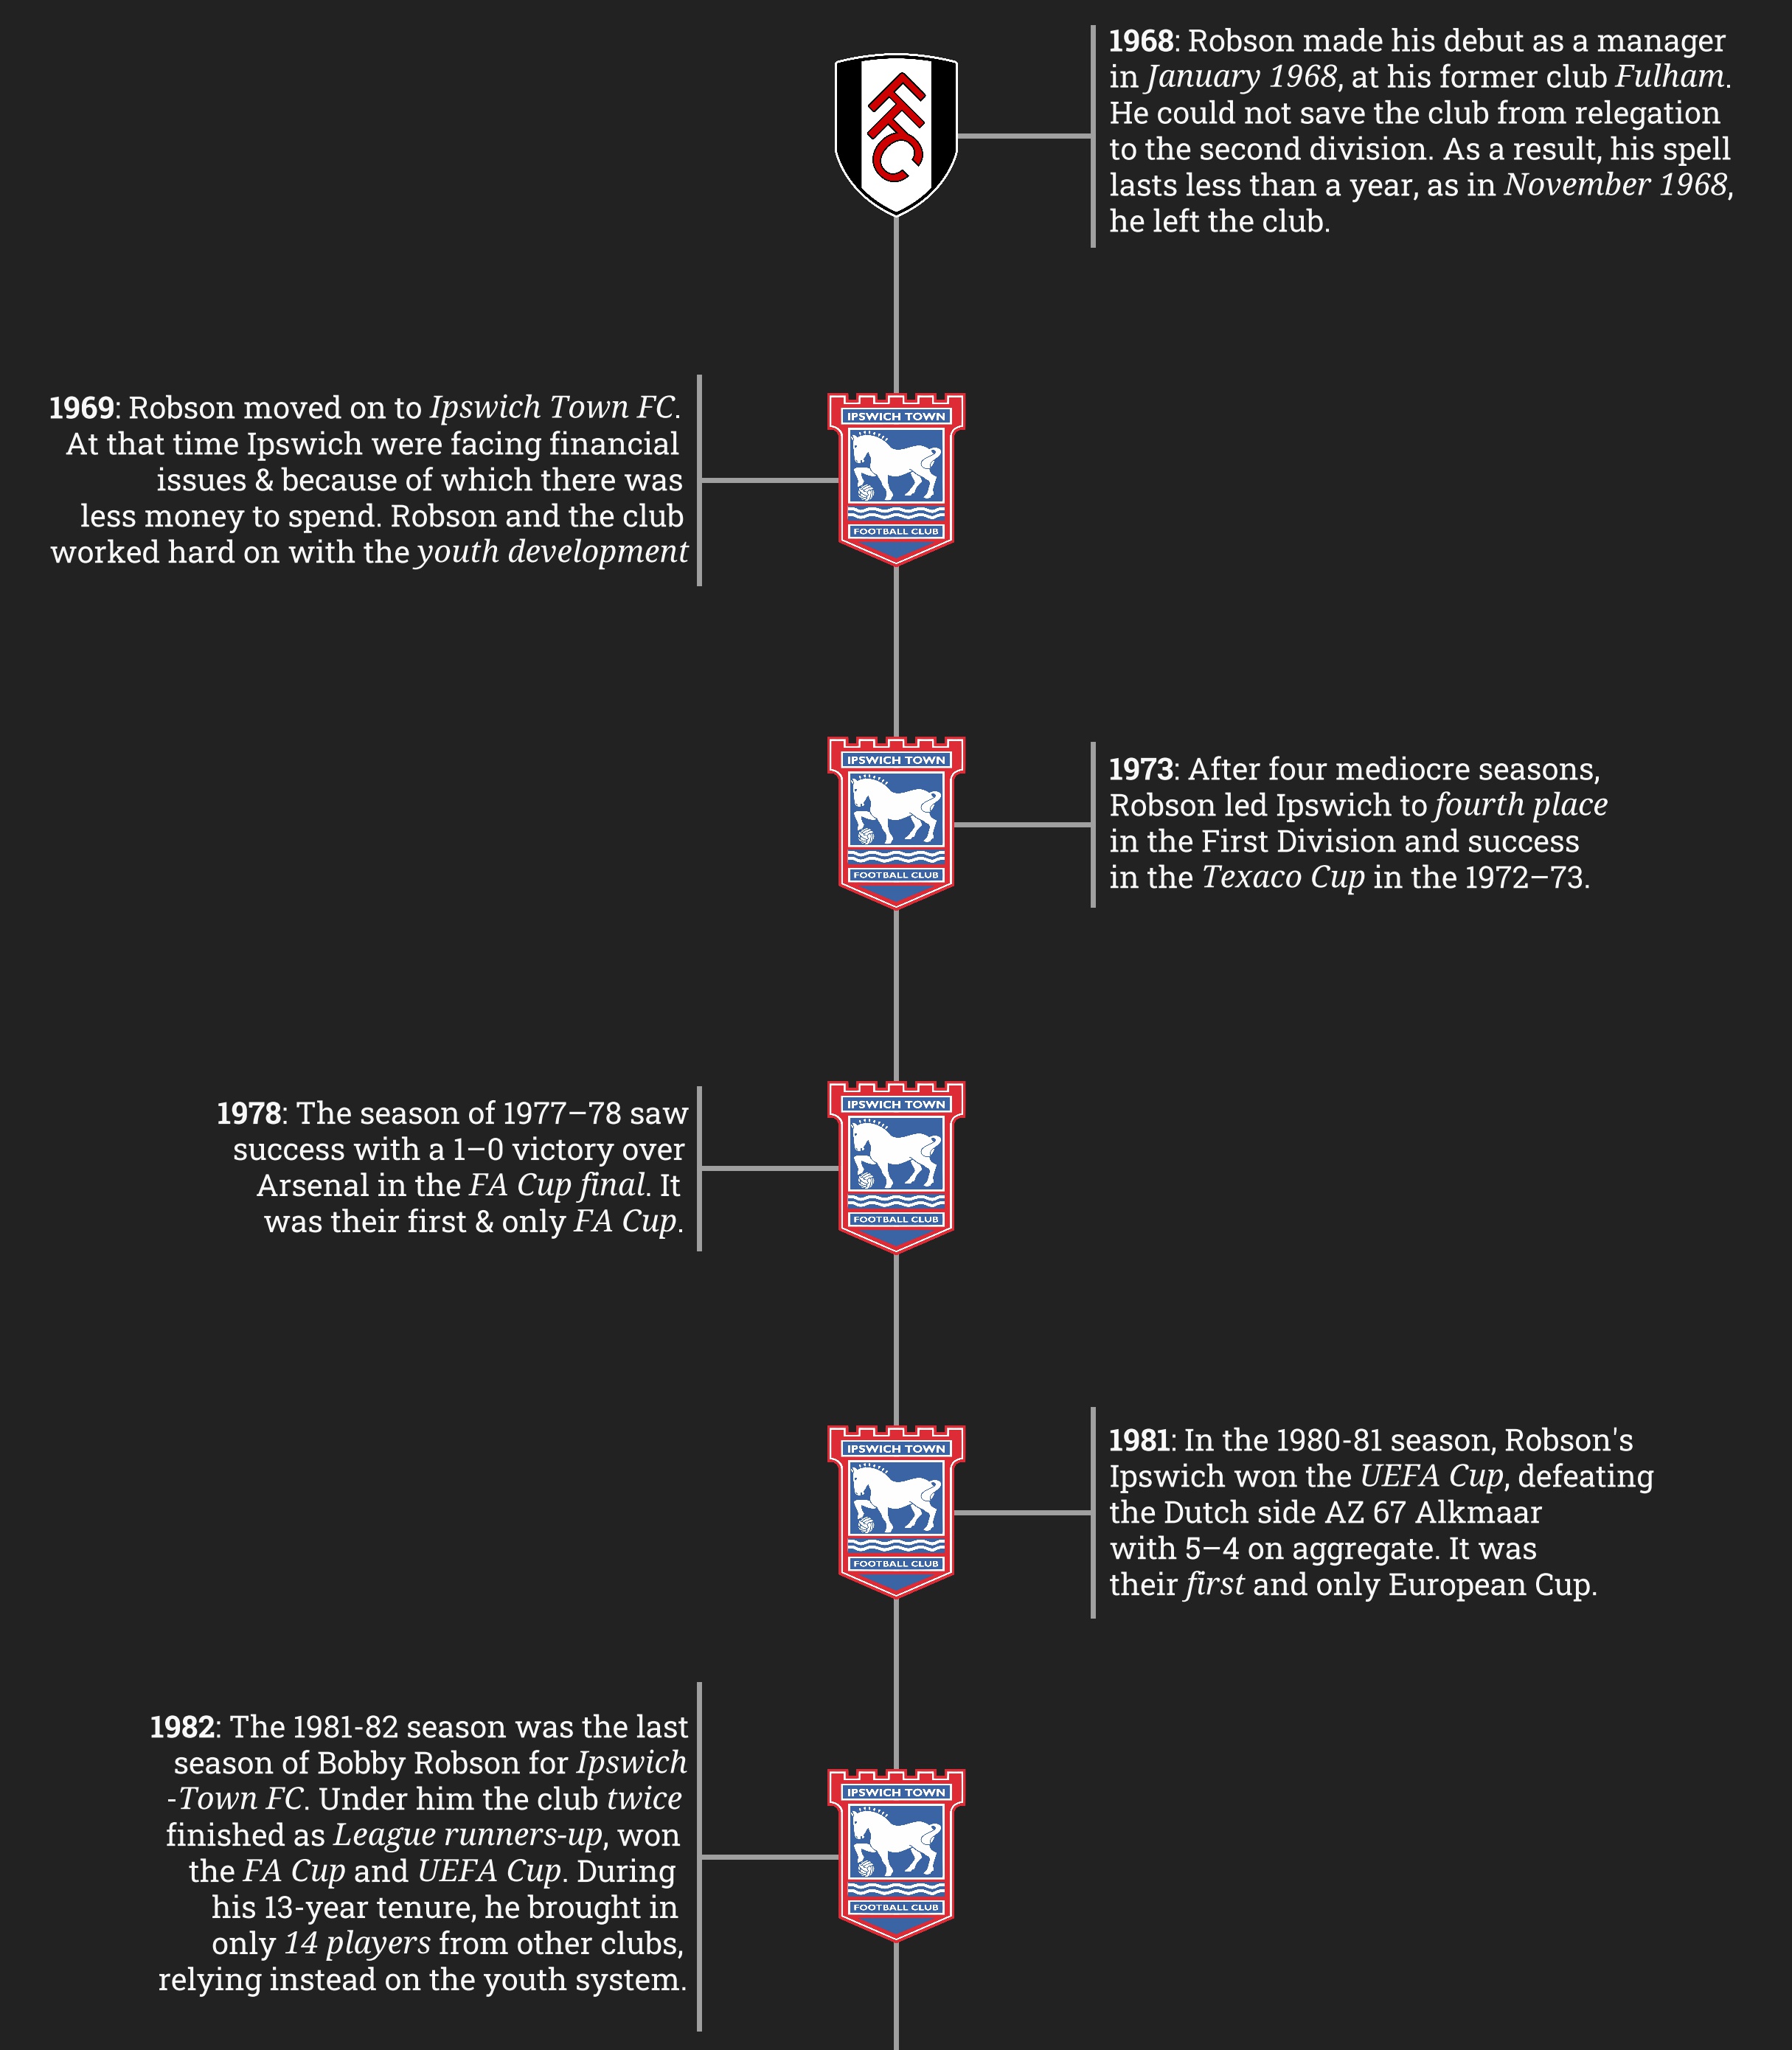 FFC
1968: Robson made his debut as a manager
in January 1968, at his former club Fulham.
He could not save the club from relegation
to the second division. As a result, his spell
lasts less than a year, as in November 1968,
he left the club.
1969: Robson moved on to Ipswich Town FC.
At that time Ipswich were facing financial
issues & because of which there was
less money to spend. Robson and the club
worked hard on with the youth development
IPSWICH TOWN
FOOTBALL CLUB
IPSWICH TOWN
FOOTBALL CLUB
1973: After four mediocre seasons,
Robson led Ipswich to fourth place
in the First Division and success
in the Texaco Cup in the 1972–73.
1978: The season of 1977–78 saw
success with a 1–0 victory over
Arsenal in the FA Cup final. It
was their first & only FA Cup.
IPSWICH TOWN
FOOTBALL CLUB
IPSWICH TOWN
FOOTBALL CLUB
1981: In the 1980-81 season, Robson's
Ipswich won the UEFA Cup, defeating
the Dutch side AZ 67 Alkmaar
with 5–4 on aggregate. It was
their first and only European Cup.
1982: The 1981-82 season was the last
season of Bobby Robson for Ipswich
-Town FC. Under him the club twice
finished as League runners-up, won
the FA Cup and UEFA Cup. During
his 13-year tenure, he brought in
only 14 players from other clubs,
relying instead on the youth system.
IPSWICH TOWN
FOOTBALL CLUB